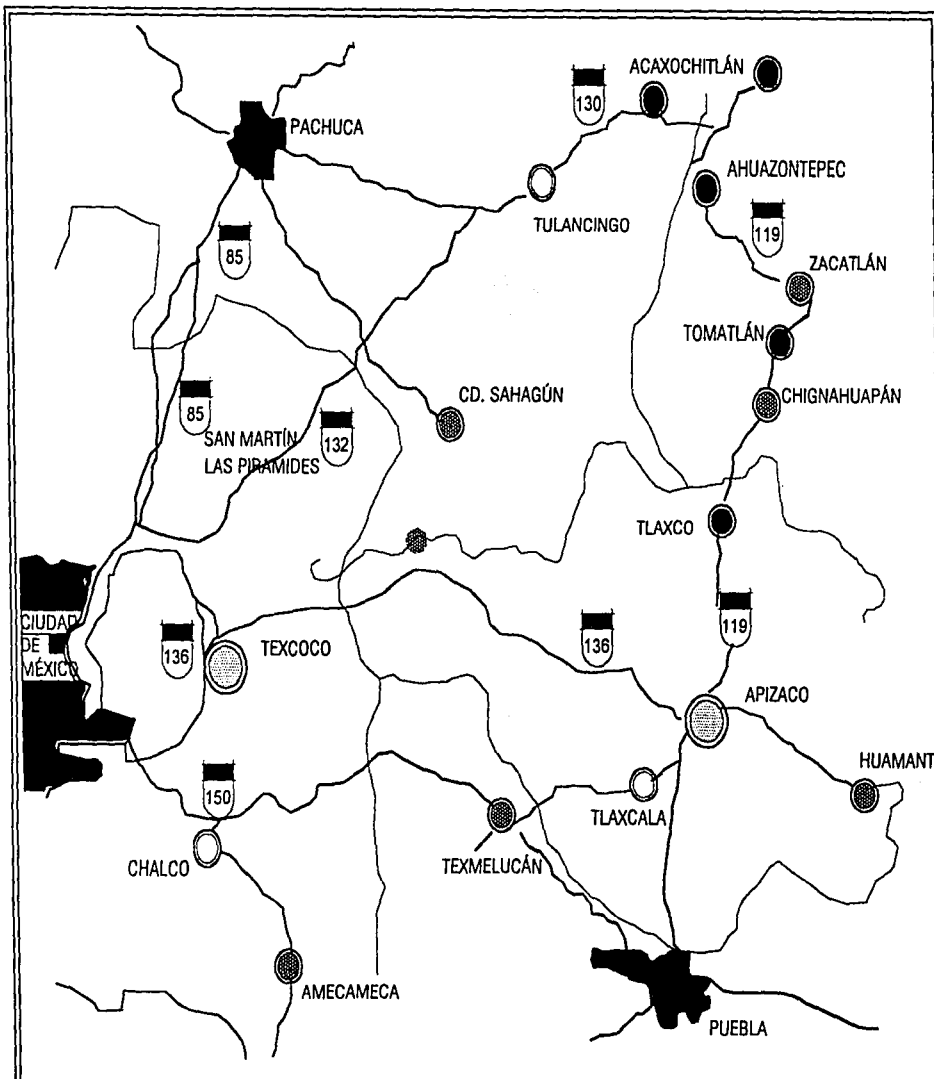 ACAXOCHITLÁN
130
PACHUCA
AHUAZONTEPEC
TULANCINGO
119
85
ZACATLÁN
TOMATLÁN
CD. SAHAGÚN
CHIGNAHUAPÁN
85
SAN MARTÍN
LAS PIRAMIDES
132
TLAXCO
CIUDAD
DE
MÉXICO
136
TEXCOCO
136
119
APIZACO
HUAMANT
150
TLAXCALA
CHALCO
TEXMELUCÁN
AMECAMECA
PUEBLA